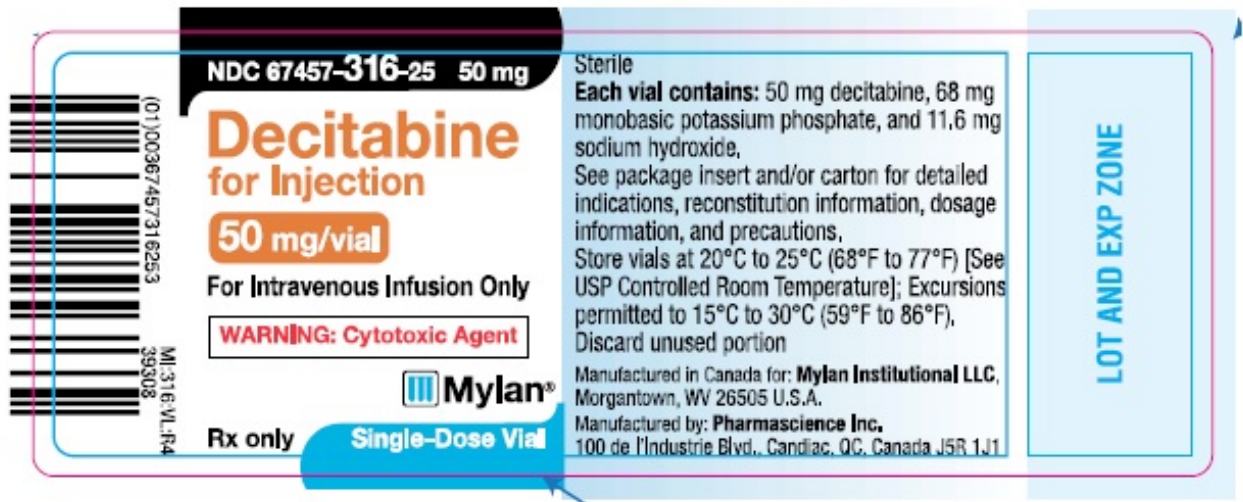 (01)00367457316253
MI:316:VL:R4
39308
NDC 67457-316-25 50 mg
Decitabine
for Injection
50 mg/vial
For Intravenous Infusion Only
WARNING: Cytotoxic Agent
Mylan®
Rx only
Single-Dose Vial
Sterile
Each vial contains: 50 mg decitabine, 68 mg
monobasic potassium phosphate, and 11.6 mg
sodium hydroxide.
See package insert and/or carton for detailed
indications, reconstitution information, dosage
information, and precautions.
Store vials at 20°C to 25°C (68°F to 77°F) [See
USP Controlled Room Temperature]; Excursions
permitted to 15°C to 30°C (59°F to 86°F).
Discard unused portion
Manufactured in Canada for: Mylan Institutional LLC,
Morgantown, WV 26505 U.S.A.
Manufactured by: Pharmascience Inc.
100 de l'Industrie Blvd., Candiac, QC, Canada J5R 1J1
LOT AND EXP ZONE